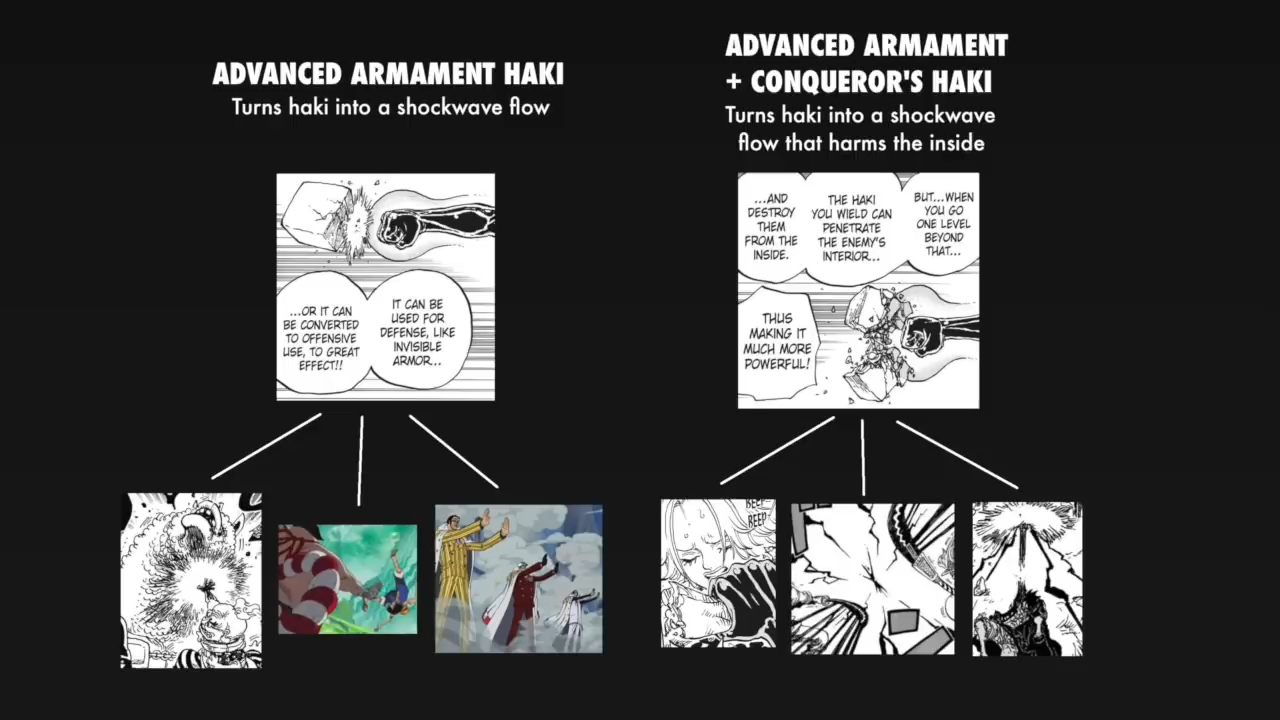 ADVANCED ARMAMENT HAKI
Turns haki into a shockwave flow
...OR IT CAN
BE CONVERTED
TO OFFENSIVE
USE, TO GREAT
EFFECT!!
IT CAN BE
USED FOR
DEFENSE, LIKE
INVISIBLE
ARMOR...
ADVANCED ARMAMENT
+ CONQUEROR'S HAKI
Turns haki into a shockwave
flow that harms the inside
...AND
DESTROY
THEM
FROM THE
INSIDE.
THE HAKI
YOU WIELD CAN
PENETRATE
THE ENEMY'S
INTERIOR...
BUT...WHEN
YOU GO
ONE LEVEL
BEYOND
THAT...
THUS
MAKING IT
MUCH MORE
POWERFUL!
BEEP
BEEP